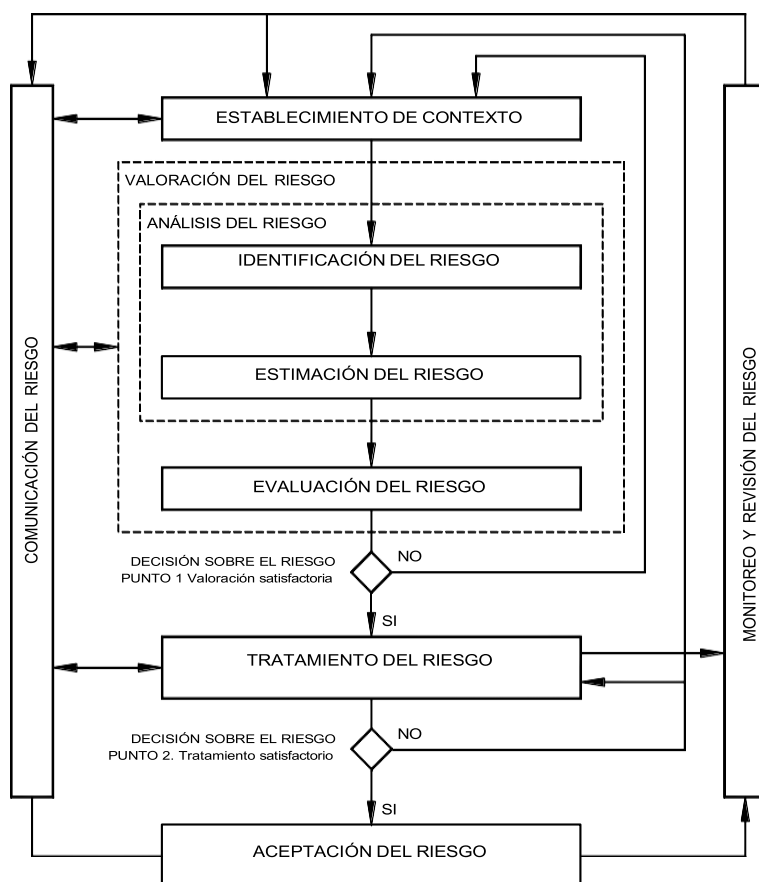 ESTABLECIMIENTO DE CONTEXTO
VALORACIÓN DEL RIESGO
ANÁLISIS DEL RIESGO
IDENTIFICACIÓN DEL RIESGO
ESTIMACIÓN DEL RIESGO
EVALUACIÓN DEL RIESGO
DECISIÓN SOBRE EL RIESGO
PUNTO 1 Valoración satisfactoria
NO
SI
TRATAMIENTO DEL RIESGO
DECISIÓN SOBRE EL RIESGO
PUNTO 2. Tratamiento satisfactorio
NO
SI
ACEPTACIÓN DEL RIESGO
COMUNICACIÓN DEL RIESGO
MONITOREO Y REVISIÓN DEL RIESGO